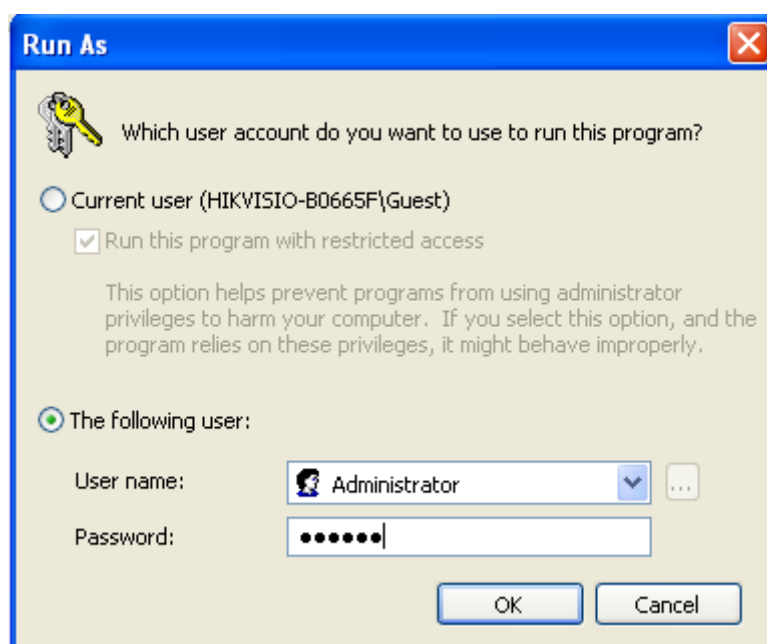 Run As
Which user account do you want to use to run this program?
Current user (HIKVISIO-B0665F\Guest)
Run this program with restricted access
This option helps prevent programs from using administrator
privileges to harm your computer. If you select this option, and the
program relies on these privileges, it might behave improperly.
The following user:
User name:
Administrator
...
Password:
••••••
OK
Cancel